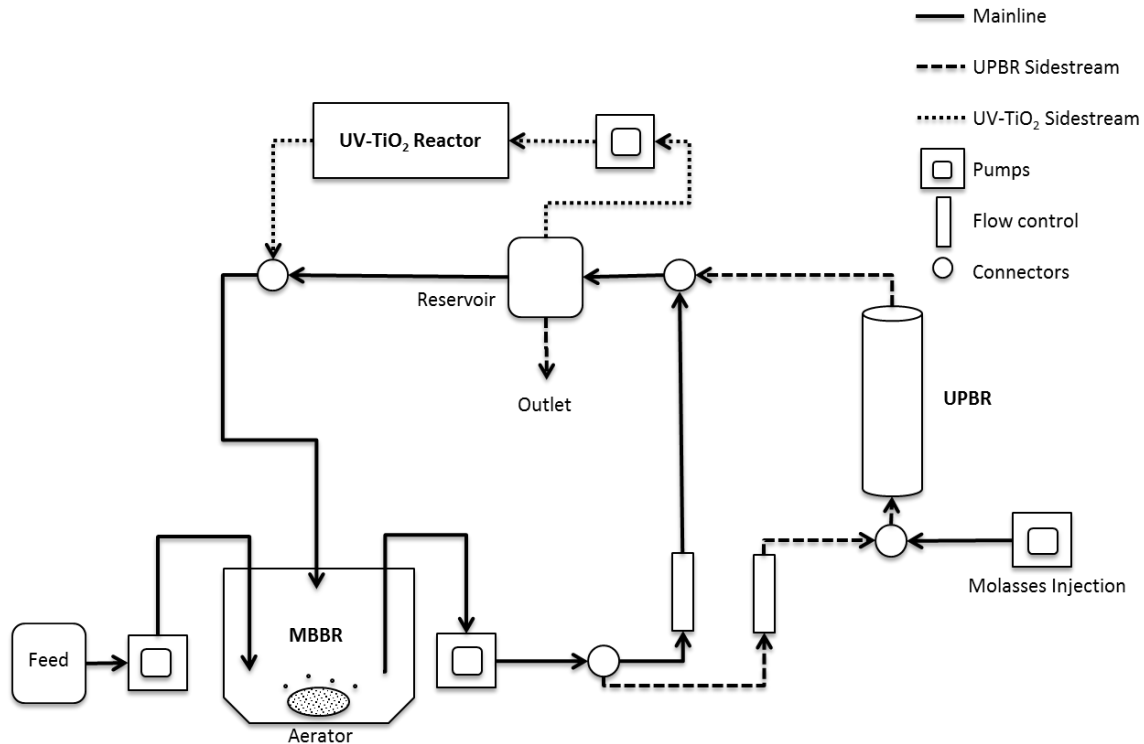 Mainline
UPBR Sidestream
UV-TiO₂ Sidestream
Pumps
Flow control
Connectors
UV-TiO₂ Reactor
Reservoir
Outlet
UPBR
Molasses Injection
MBBR
Feed
Aerator